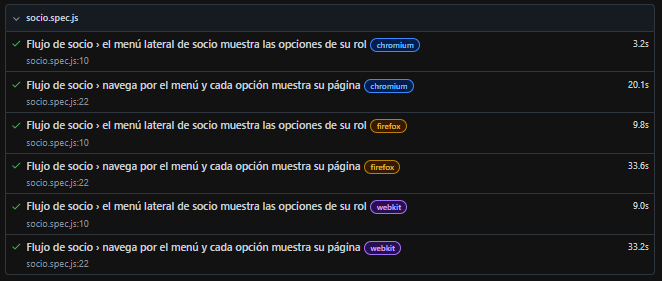 socio.spec.js
Flujo de socio › el menú lateral de socio muestra las opciones de su rol chromium 3.2s
socio.spec.js:10
Flujo de socio › navega por el menú y cada opción muestra su página chromium 20.1s
socio.spec.js:22
Flujo de socio › el menú lateral de socio muestra las opciones de su rol firefox 9.8s
socio.spec.js:10
Flujo de socio › navega por el menú y cada opción muestra su página firefox 33.6s
socio.spec.js:22
Flujo de socio › el menú lateral de socio muestra las opciones de su rol webkit 9.0s
socio.spec.js:10
Flujo de socio › navega por el menú y cada opción muestra su página webkit 33.2s
socio.spec.js:22